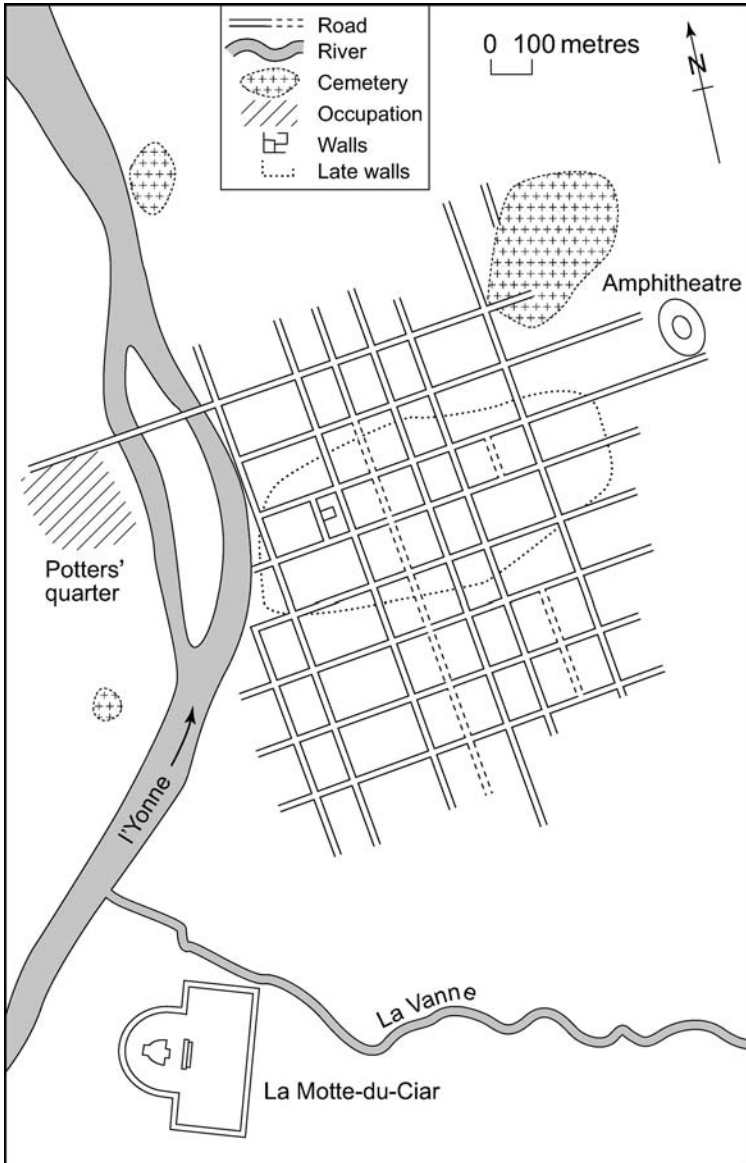 Road
River
Cemetery
Occupation
Walls
Late walls
0 100 metres
N
Amphitheatre
Potters'
quarter
l'Yonne
La Vanne
La Motte-du-Ciar